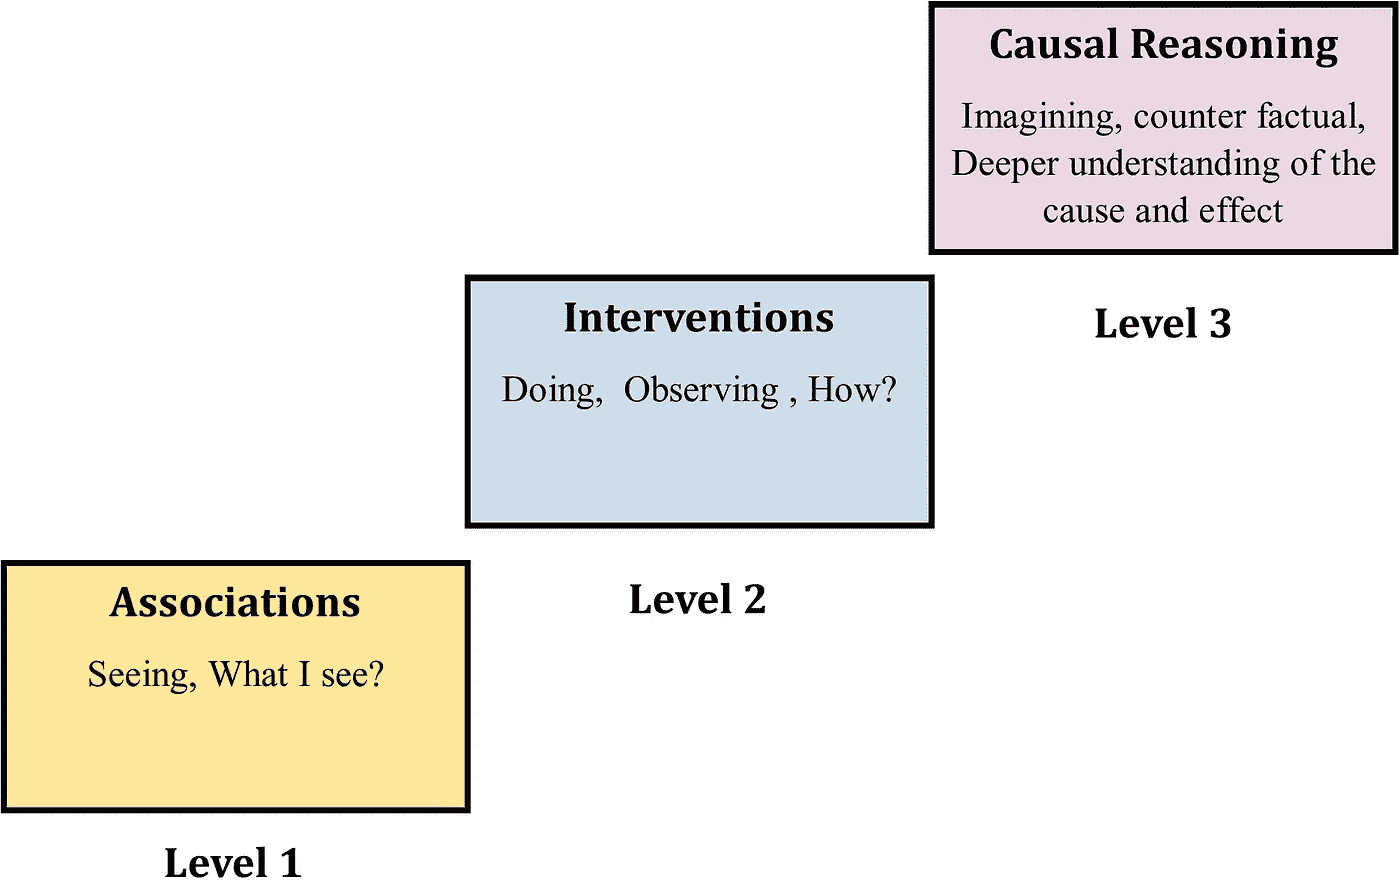 Causal Reasoning
Imagining, counter factual,
Deeper understanding of the
cause and effect
Level 3
Interventions
Doing,  Observing , How?
Level 2
Associations
Seeing, What I see?
Level 1